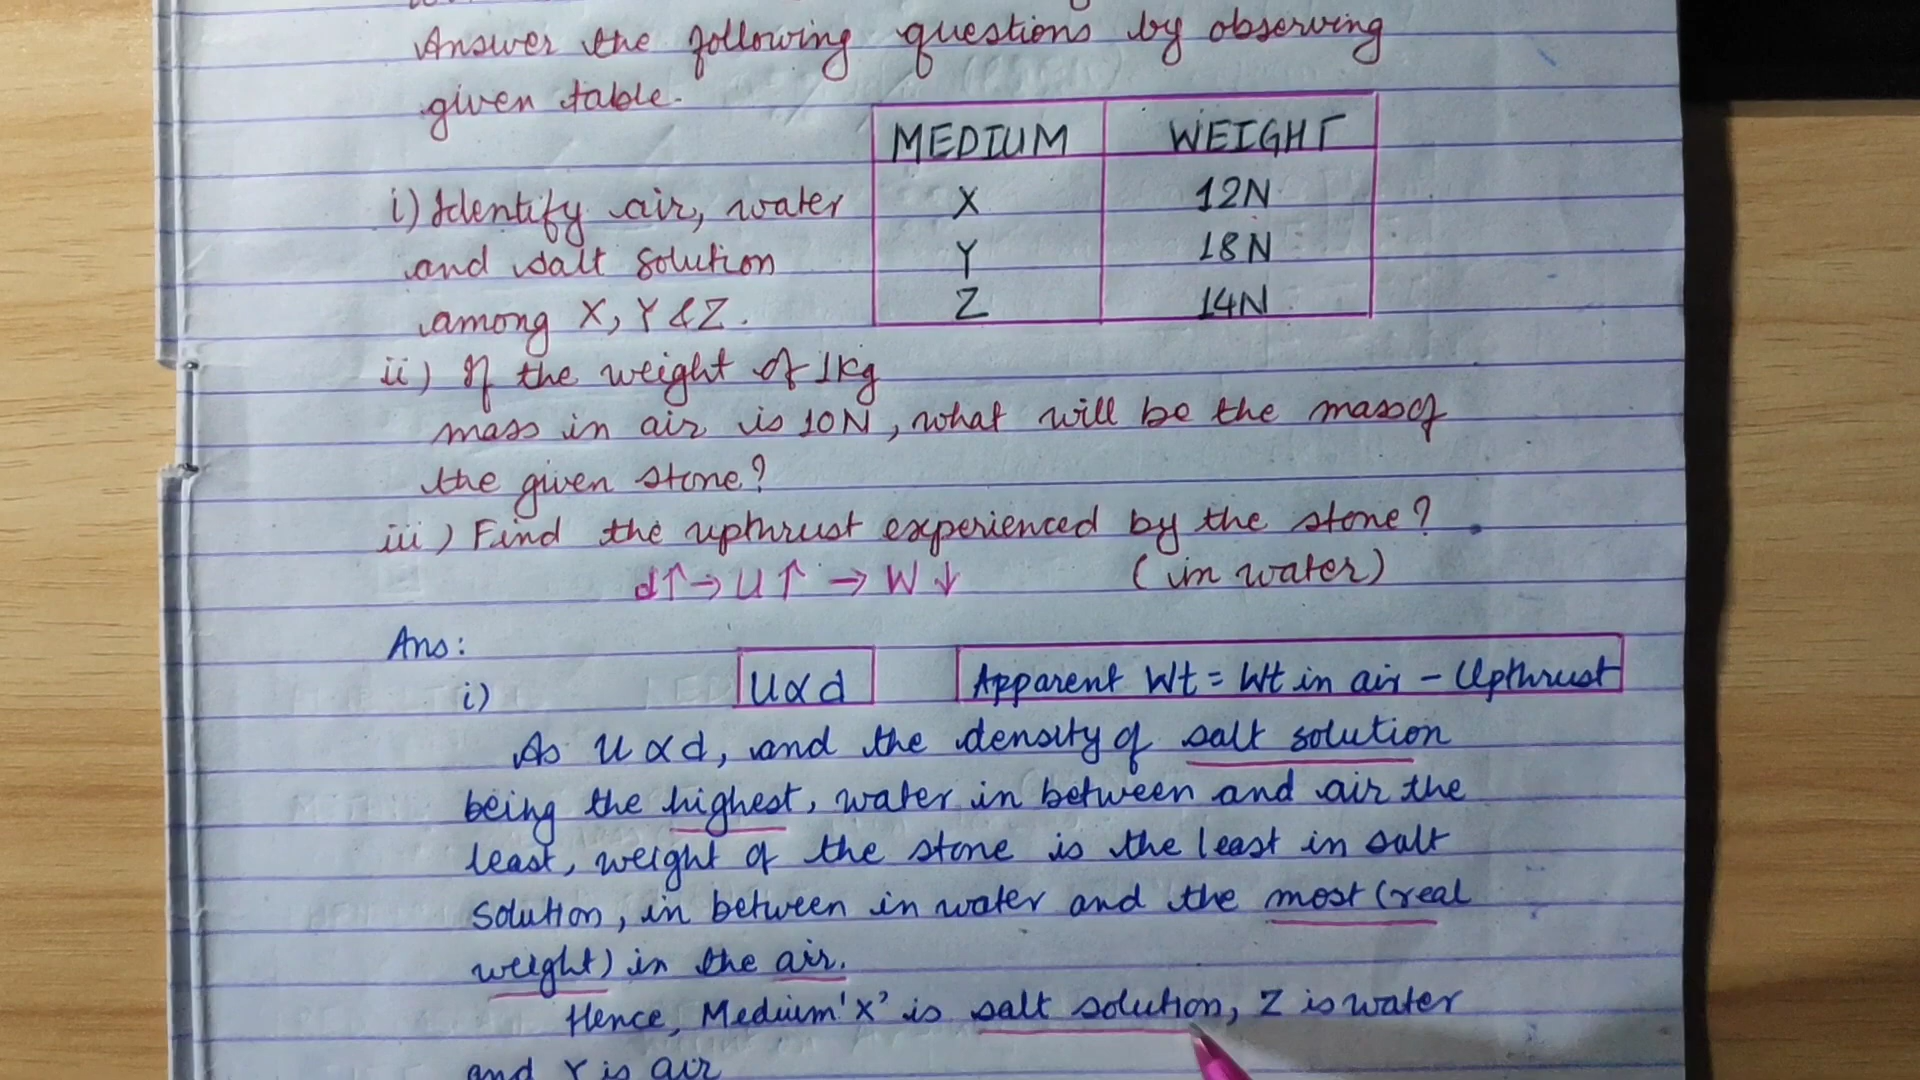 Answer the following questions by observing
given table.
MEDIUM WEIGHT
X 12N
Y 18N
Z 14N
i) Identify air, water
and salt solution
among X, Y & Z.
ii) If the weight of 1kg
mass in air is 10N, what will be the mass of
the given stone?
iii) Find the upthrust experienced by the stone?
(in water)
d↑→U↑→W↓
Ans:
i) U∝d Apparent Wt = Wt in air - Upthrust
As U∝d, and the density of salt solution
being the highest, water in between and air the
least, weight of the stone is the least in salt
solution, in between in water and the most (real
weight) in the air.
Hence, Medium 'X' is salt solution, Z is water
and Y is air